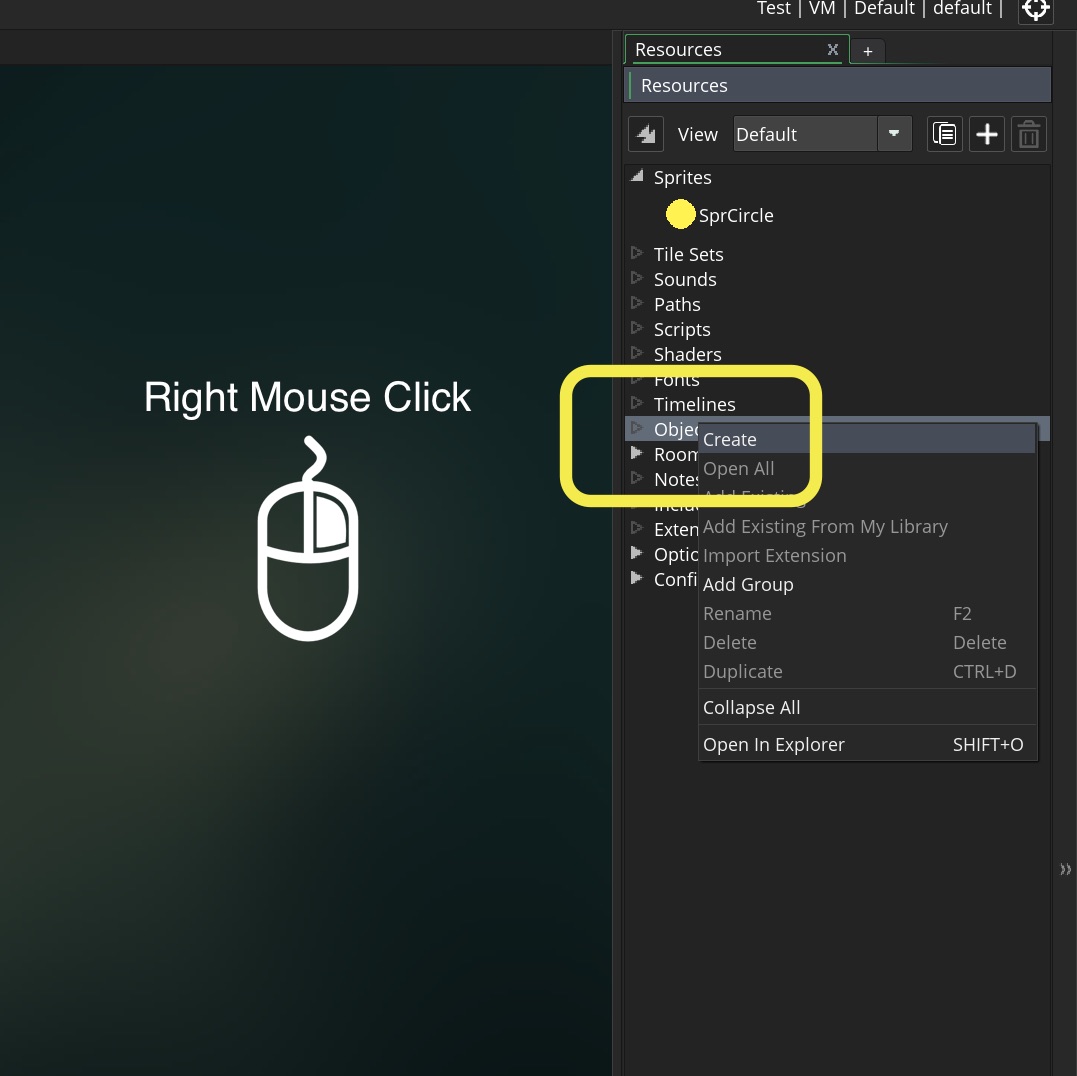 Test | VM | Default | default |
Resources X +
Resources
View Default
Sprites
SprCircle
Tile Sets
Sounds
Paths
Scripts
Shaders
Fonts
Right Mouse Click
Timelines
Objec
Create
Room
Open All
Notes
Add Existing
Inclu
Add Existing From My Library
Exten
Import Extension
Optio
Confi
Add Group
Rename F2
Delete Delete
Duplicate CTRL+D
Collapse All
Open In Explorer SHIFT+O